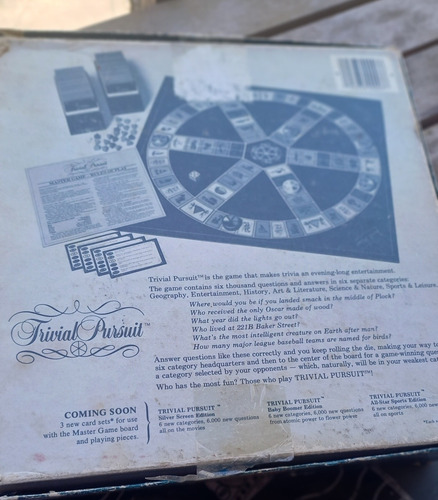 Trivial Pursuit
MASTER GAME — RULES OF PLAY
Trivial Pursuit™ is the game that makes trivia an evening-long entertainment.
The game contains six thousand questions and answers in six separate categories.
Geography, Entertainment, History, Art & Literature, Science & Nature, Sports & Leisure.
Where would you be if you landed smack in the middle of Plock?
Who received the only Oscar made of wood?
What year did the lights go out?
Who lived at 221B Baker Street?
What's the most intelligent creature on Earth after man?
How many major league baseball teams are named for birds?
Trivial Pursuit™
Answer questions like these correctly and you keep rolling the die, making your way to
six category headquarters and then to the center of the board for a game-winning
a category selected by your opponents — which, naturally, will be in your weakest
Who has the most fun? Those who play TRIVIAL PURSUIT™!
COMING SOON
3 new card sets* for use
with the Master Game board
and playing pieces.
TRIVIAL PURSUIT™
Silver Screen Edition
6 new categories, 6,000 new questions
all on the movies
TRIVIAL PURSUIT™
Baby Boomer Edition
6 new categories, 6,000 new questions
from atomic power to flower power
TRIVIAL PURSUIT™
All-Star Sports Edition
6 new categories, 6,000 new
all on sports